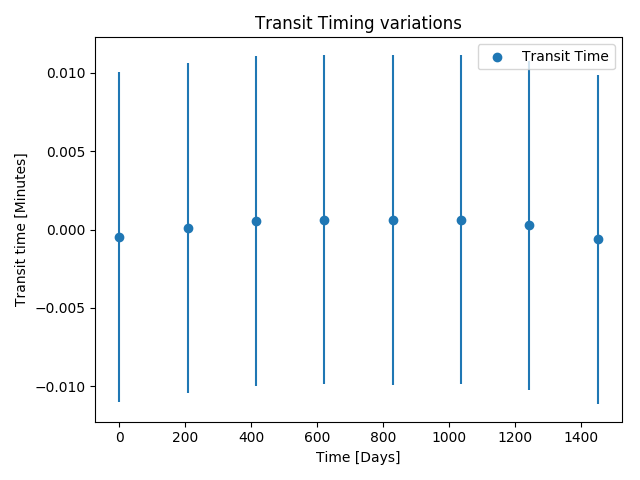 Transit Timing variations
Transit Time
Transit time [Minutes]
0.010
0.005
0.000
−0.005
−0.010
0 200 400 600 800 1000 1200 1400
Time [Days]